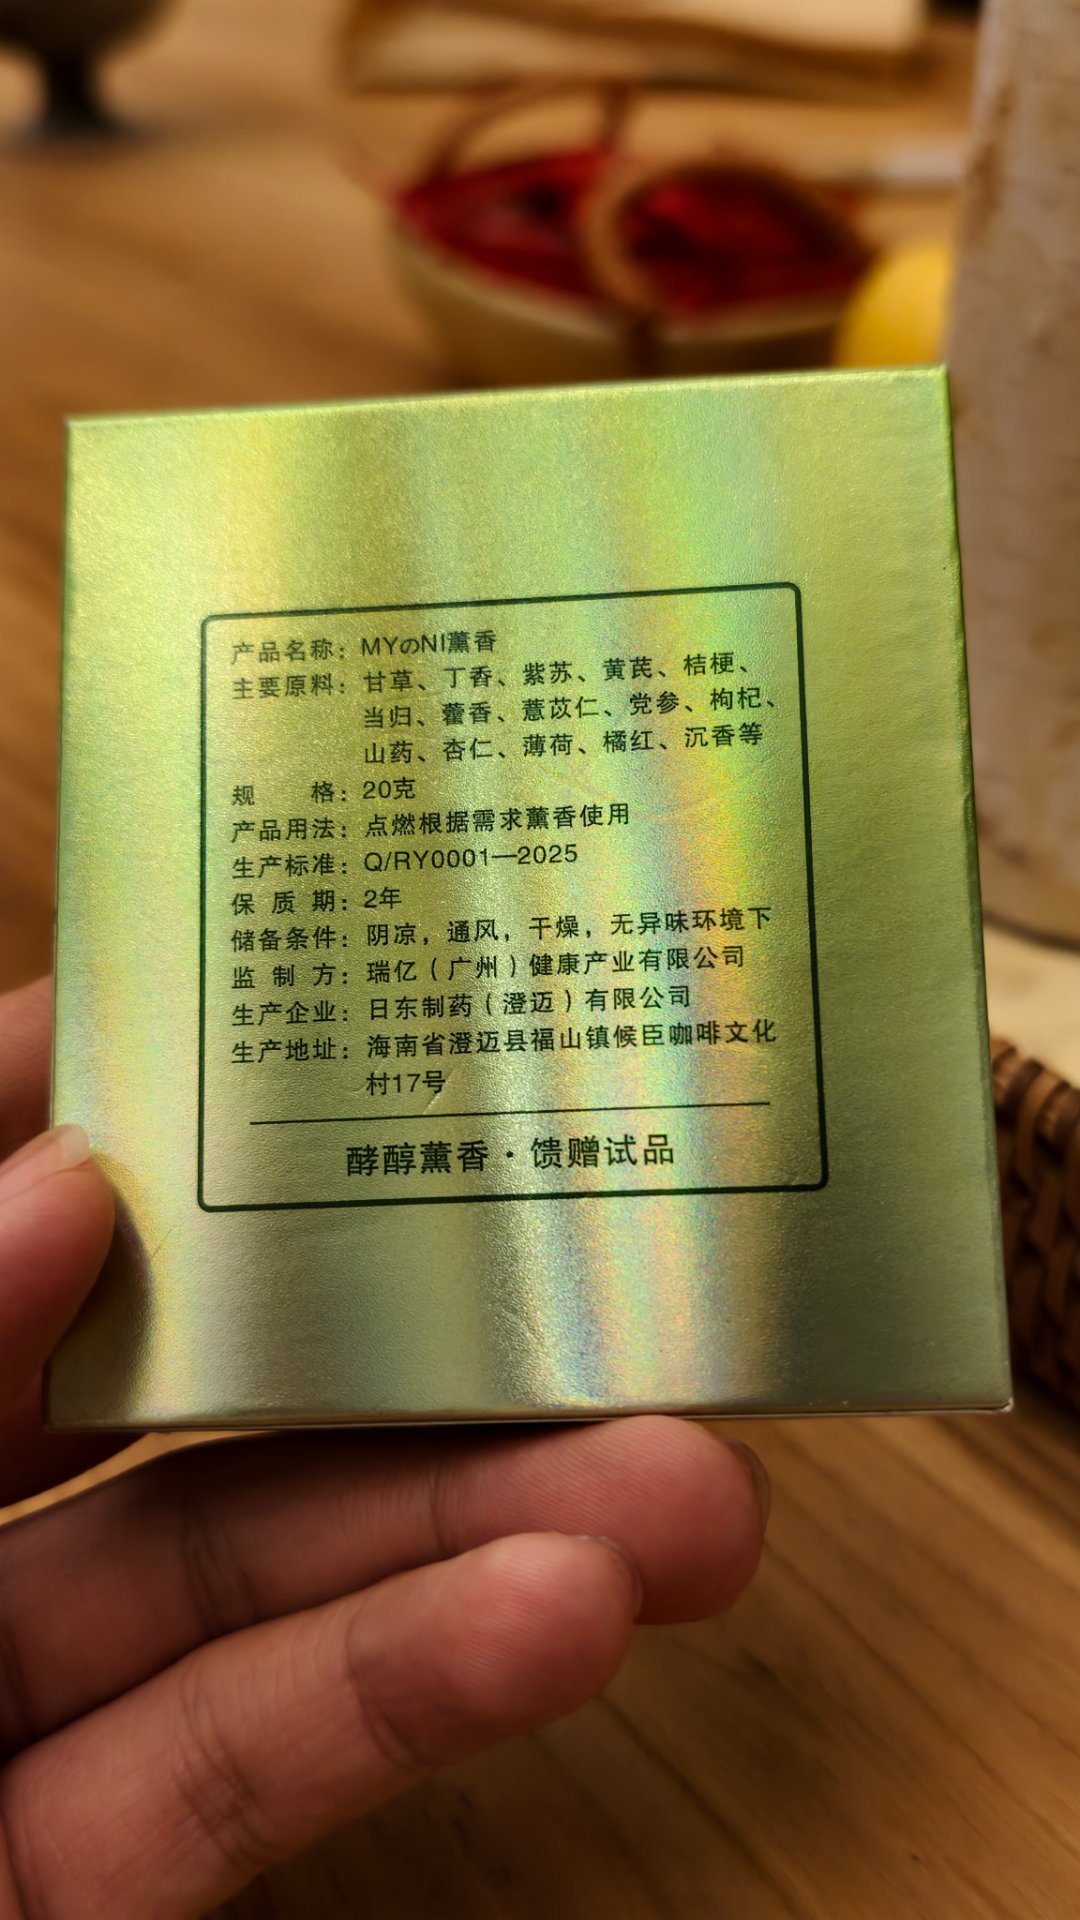 产品名称：MYのNI薰香
主要原料：甘草、丁香、紫苏、黄芪、桔梗、
当归、藿香、薏苡仁、党参、枸杞、
山药、杏仁、薄荷、橘红、沉香等
规 格：20克
产品用法：点燃根据需求薰香使用
生产标准：Q/RY0001—2025
保 质 期：2年
储备条件：阴凉，通风，干燥，无异味环境下
监 制 方：瑞亿（广州）健康产业有限公司
生产企业：日东制药（澄迈）有限公司
生产地址：海南省澄迈县福山镇候臣咖啡文化
村17号
酵醇薰香·馈赠试品